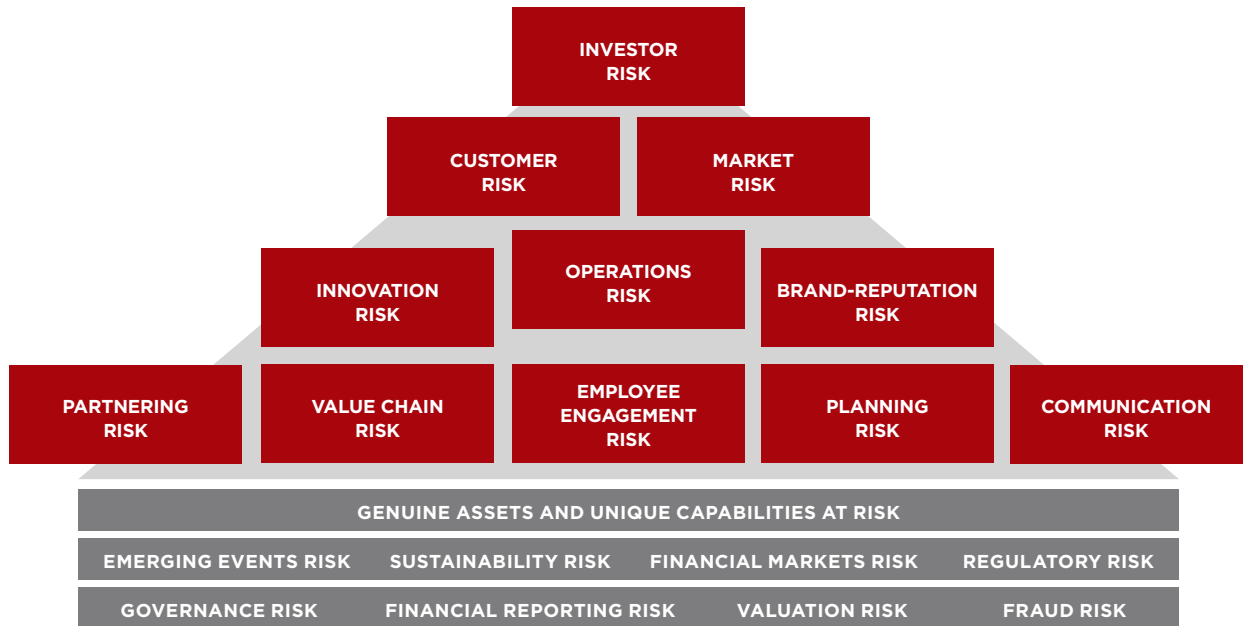 INVESTOR
RISK
CUSTOMER
RISK
MARKET
RISK
INNOVATION
RISK
OPERATIONS
RISK
BRAND-REPUTATION
RISK
PARTNERING
RISK
VALUE CHAIN
RISK
EMPLOYEE
ENGAGEMENT
RISK
PLANNING
RISK
COMMUNICATION
RISK
GENUINE ASSETS AND UNIQUE CAPABILITIES AT RISK
EMERGING EVENTS RISK SUSTAINABILITY RISK FINANCIAL MARKETS RISK REGULATORY RISK
GOVERNANCE RISK FINANCIAL REPORTING RISK VALUATION RISK FRAUD RISK